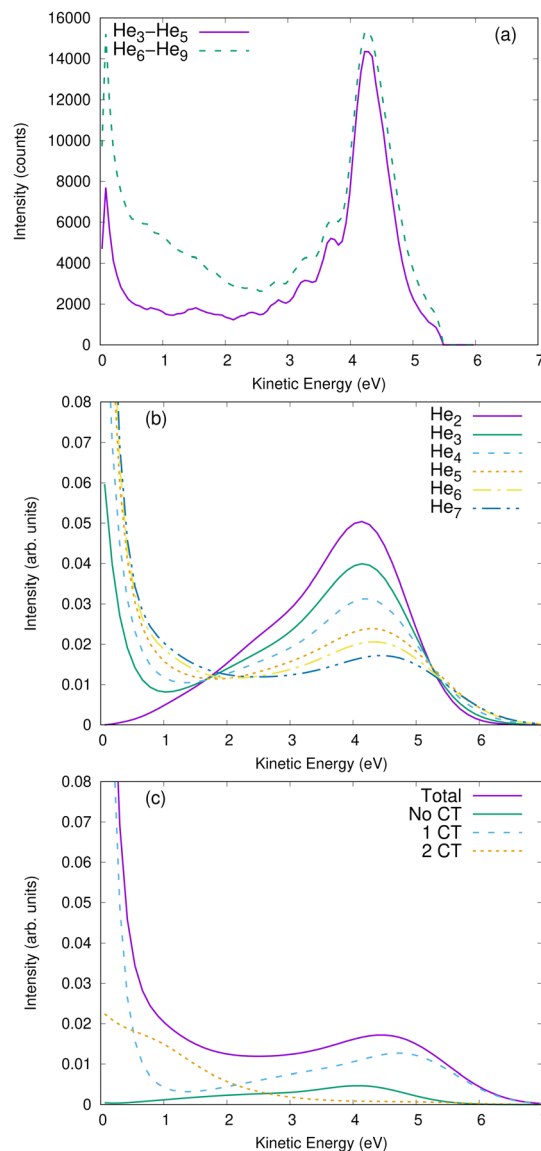 16000
14000
12000
10000
8000
6000
4000
2000
0
Intensity (counts)
He₃–He₅
He₆–He₉
(a)
0 1 2 3 4 5 6 7
Kinetic Energy (eV)
0.08
0.07
0.06
0.05
0.04
0.03
0.02
0.01
0
Intensity (arb. units)
(b)
He₂
He₃
He₄
He₅
He₆
He₇
0 1 2 3 4 5 6
Kinetic Energy (eV)
0.08
0.07
0.06
0.05
0.04
0.03
0.02
0.01
0
Intensity (arb. units)
(c)
Total
No CT
1 CT
2 CT
0 1 2 3 4 5 6 7
Kinetic Energy (eV)